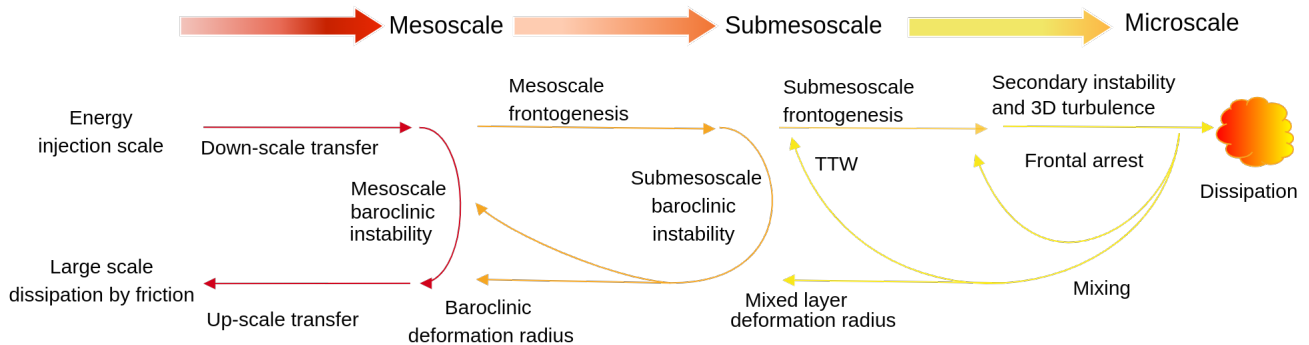 Mesoscale
Submesoscale
Microscale
Energy
injection scale
Down-scale transfer
Mesoscale
frontogenesis
Submesoscale
frontogenesis
Secondary instability
and 3D turbulence
Mesoscale
baroclinic
instability
Submesoscale
baroclinic
instability
TTW
Frontal arrest
Dissipation
Large scale
dissipation by friction
Up-scale transfer
Baroclinic
deformation radius
Mixed layer
deformation radius
Mixing